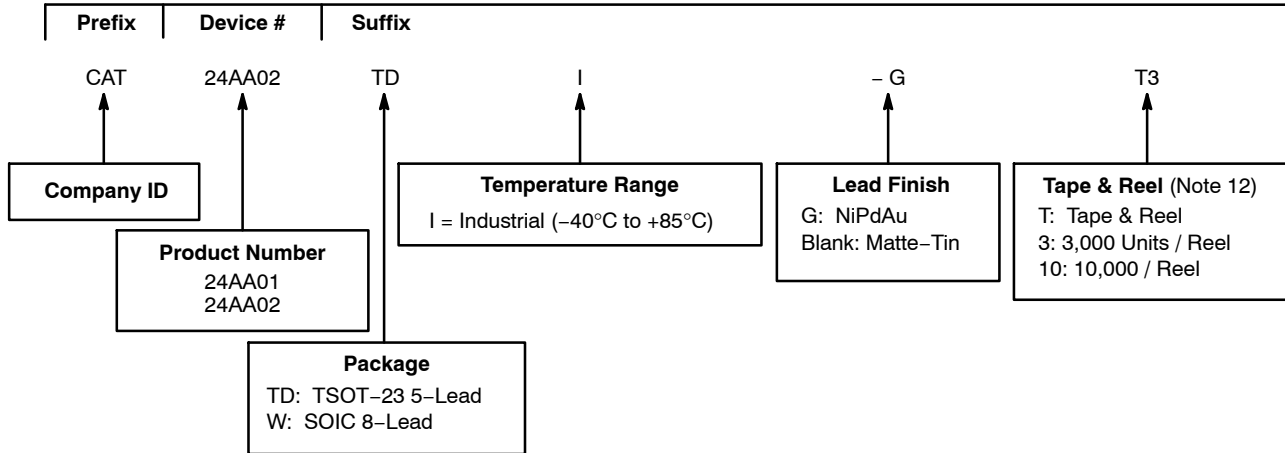 Prefix Device # Suffix
CAT 24AA02 TD I – G T3
Company ID
Product Number
24AA01
24AA02
Package
TD: TSOT−23 5−Lead
W: SOIC 8−Lead
Temperature Range
I = Industrial (−40°C to +85°C)
Lead Finish
G: NiPdAu
Blank: Matte−Tin
Tape & Reel (Note 12)
T: Tape & Reel
3: 3,000 Units / Reel
10: 10,000 / Reel